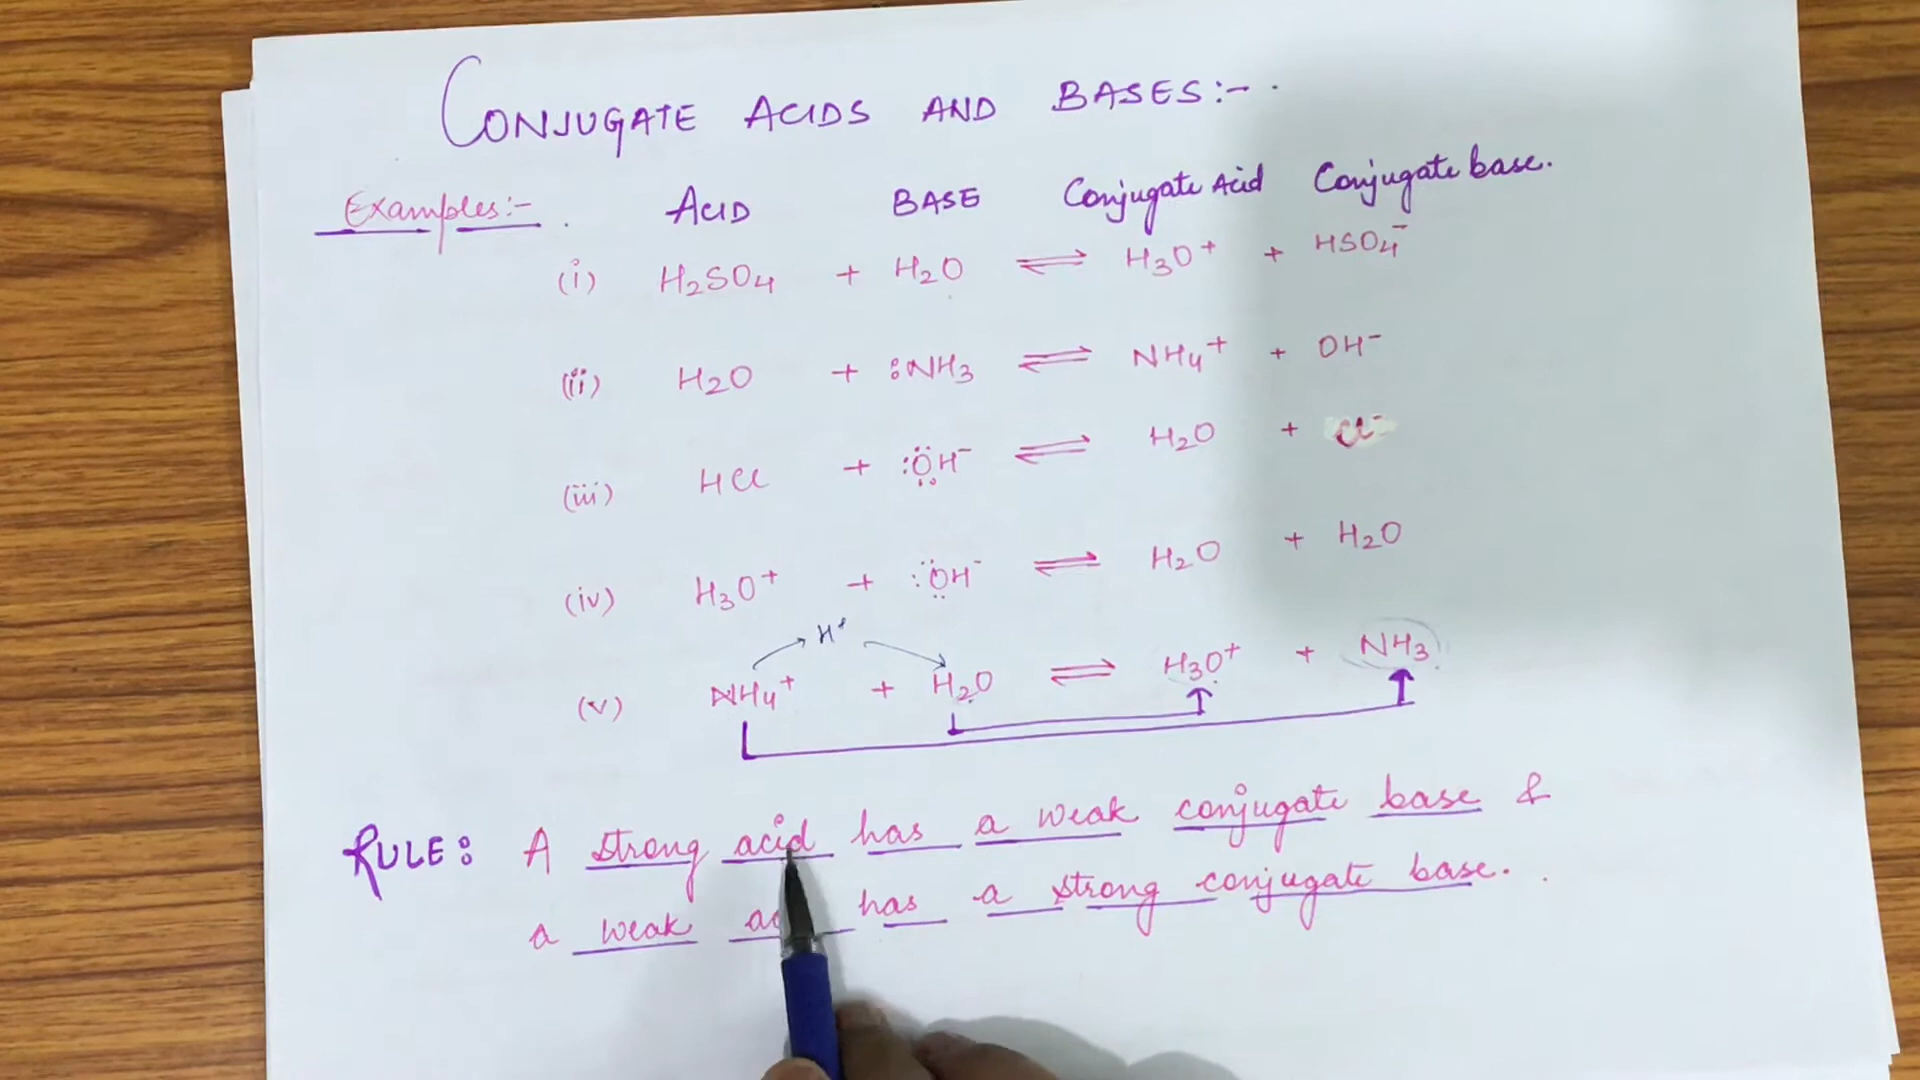 CONJUGATE ACIDS AND BASES:-
Examples:- ACID BASE Conjugate Acid Conjugate base.
(i) H2SO4 + H2O ⇌ H3O+ + HSO4-
(ii) H2O + :NH3 ⇌ NH4+ + OH-
(iii) HCl + :ÖH- ⇌ H2O + Cl-
(iv) H3O+ + :ÖH- ⇌ H2O + H2O
H+
(v) NH4+ + H2O ⇌ H3O+ + NH3
RULE: A strong acid has a weak conjugate base &
a weak has a strong conjugate base.